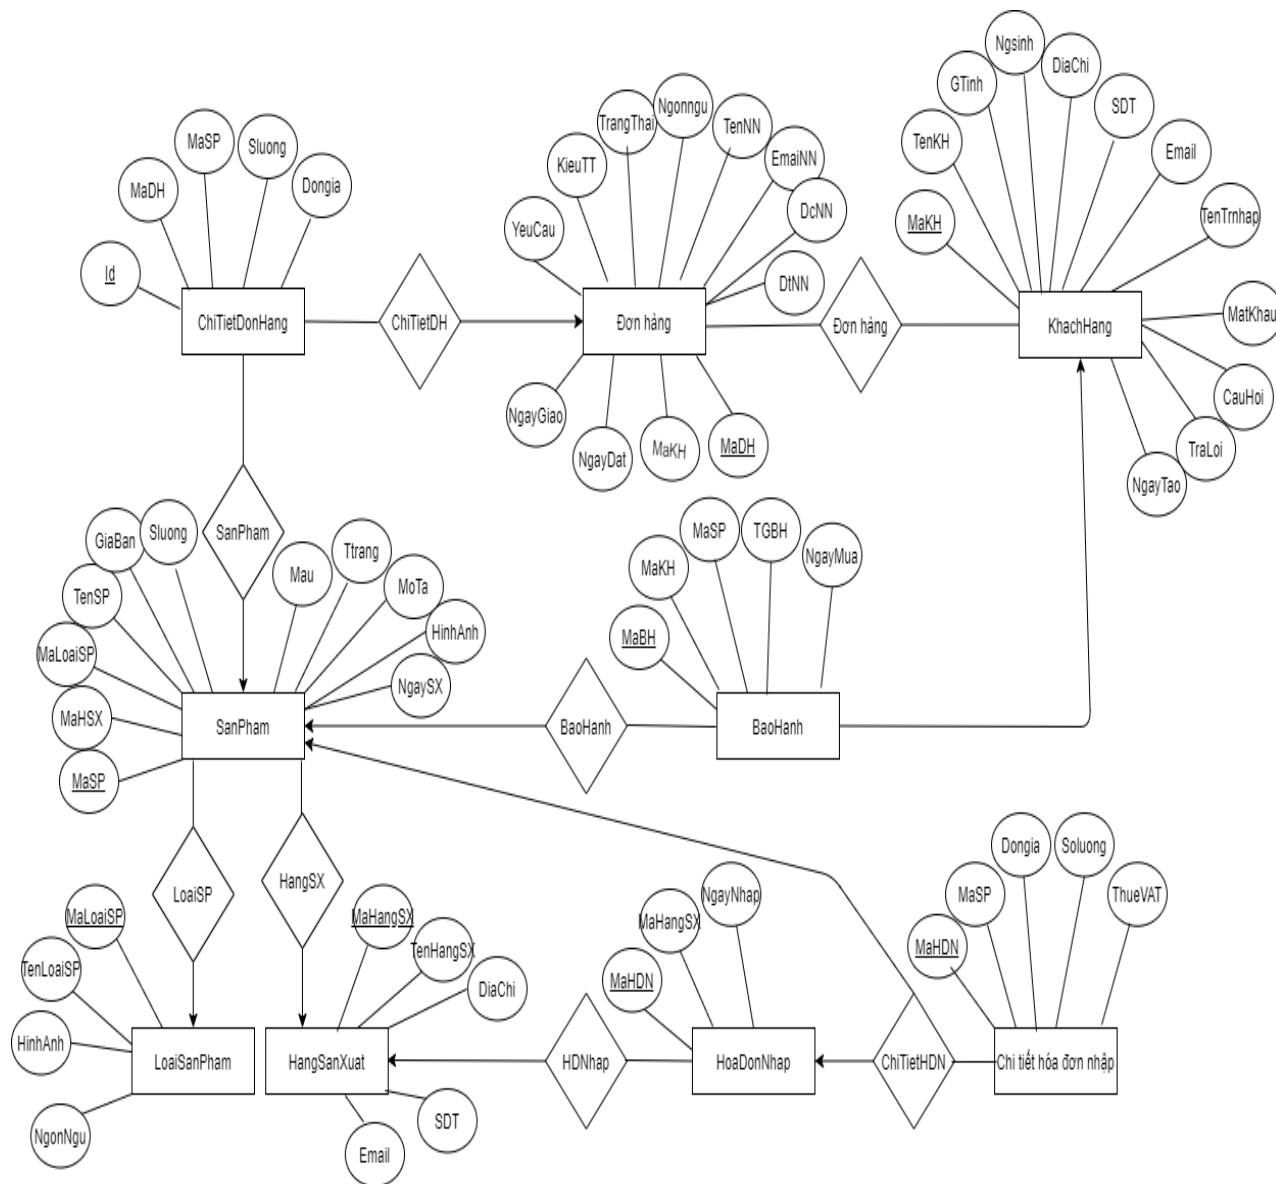 Ngsinh
DiaChi
GTinh
SDT
TenKH
Email
MaKH
TenTrnhap
MatKhau
CauHoi
TraLoi
NgayTao
KhachHang
Đơn hàng
TrangThai
Ngonngu
TenNN
KieuTT
EmaiNN
YeuCau
DcNN
DtNN
Đơn hàng
NgayGiao
NgayDat
MaKH
MaDH
ChiTietDH
MaSP
Sluong
MaDH
Dongia
Id
ChiTietDonHang
SanPham
GiaBan
Sluong
Mau
Ttrang
TenSP
MoTa
MaLoaiSP
HinhAnh
MaHSX
NgaySX
MaSP
SanPham
BaoHanh
MaSP
TGBH
MaKH
NgayMua
MaBH
BaoHanh
LoaiSP
HangSX
MaLoaiSP
TenLoaiSP
HinhAnh
NgonNgu
LoaiSanPham
MaHangSX
TenHangSX
DiaChi
HangSanXuat
SDT
Email
HDNhap
NgayNhap
MaHangSX
MaHDN
HoaDonNhap
ChiTietHDN
Dongia
Soluong
MaSP
ThueVAT
MaHDN
Chi tiết hóa đơn nhập